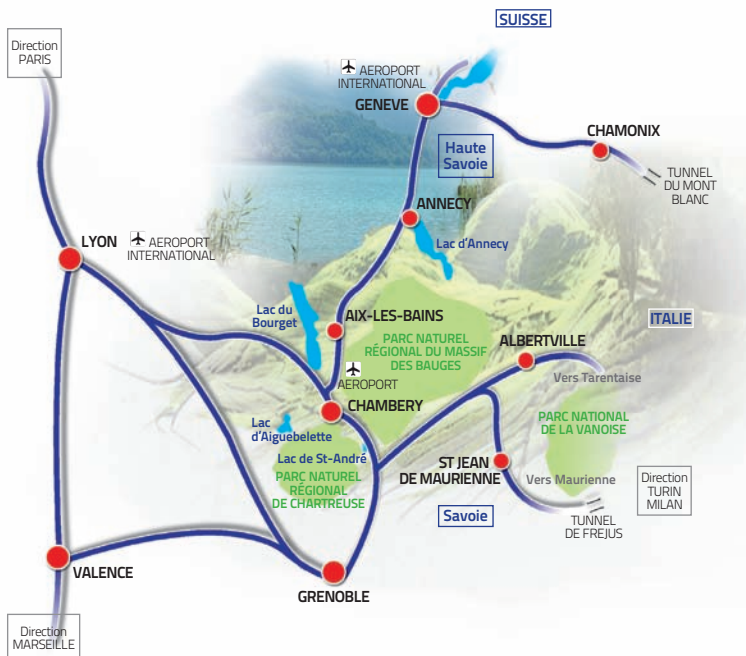 SUISSE
Direction
PARIS
AEROPORT
INTERNATIONAL
GENEVE
CHAMONIX
Haute
Savoie
TUNNEL
DU MONT
BLANC
ANNECY
LYON
AEROPORT
INTERNATIONAL
Lac d'Annecy
Lac du
Bourget
AIX-LES-BAINS
ITALIE
PARC NATUREL
RÉGIONAL DU MASSIF
DES BAUGES
ALBERTVILLE
AEROPORT
Vers Tarentaise
CHAMBERY
PARC NATIONAL
DE LA VANOISE
Lac
d'Aiguebelette
Lac de St-André
ST JEAN
DE MAURIENNE
PARC NATUREL
RÉGIONAL
DE CHARTREUSE
Vers Maurienne
Direction
TURIN
MILAN
Savoie
TUNNEL
DE FREJUS
VALENCE
GRENOBLE
Direction
MARSEILLE